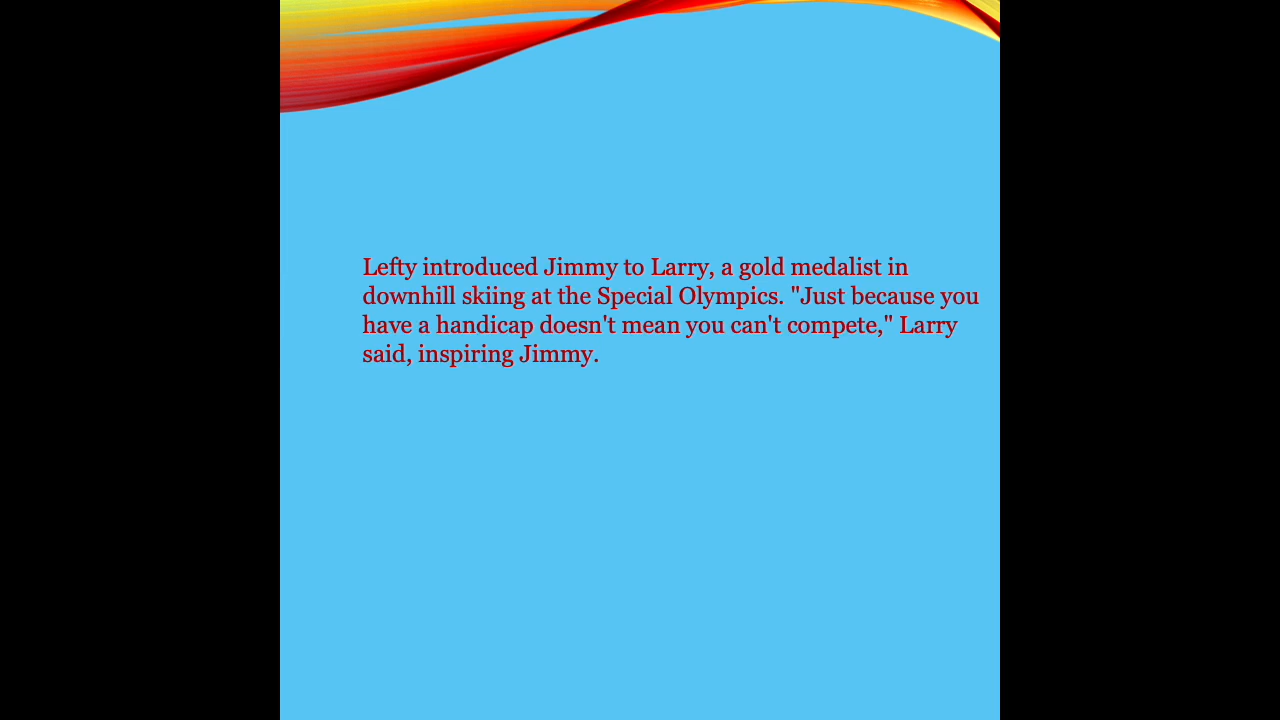 Lefty introduced Jimmy to Larry, a gold medalist in
downhill skiing at the Special Olympics. "Just because you
have a handicap doesn't mean you can't compete," Larry
said, inspiring Jimmy.